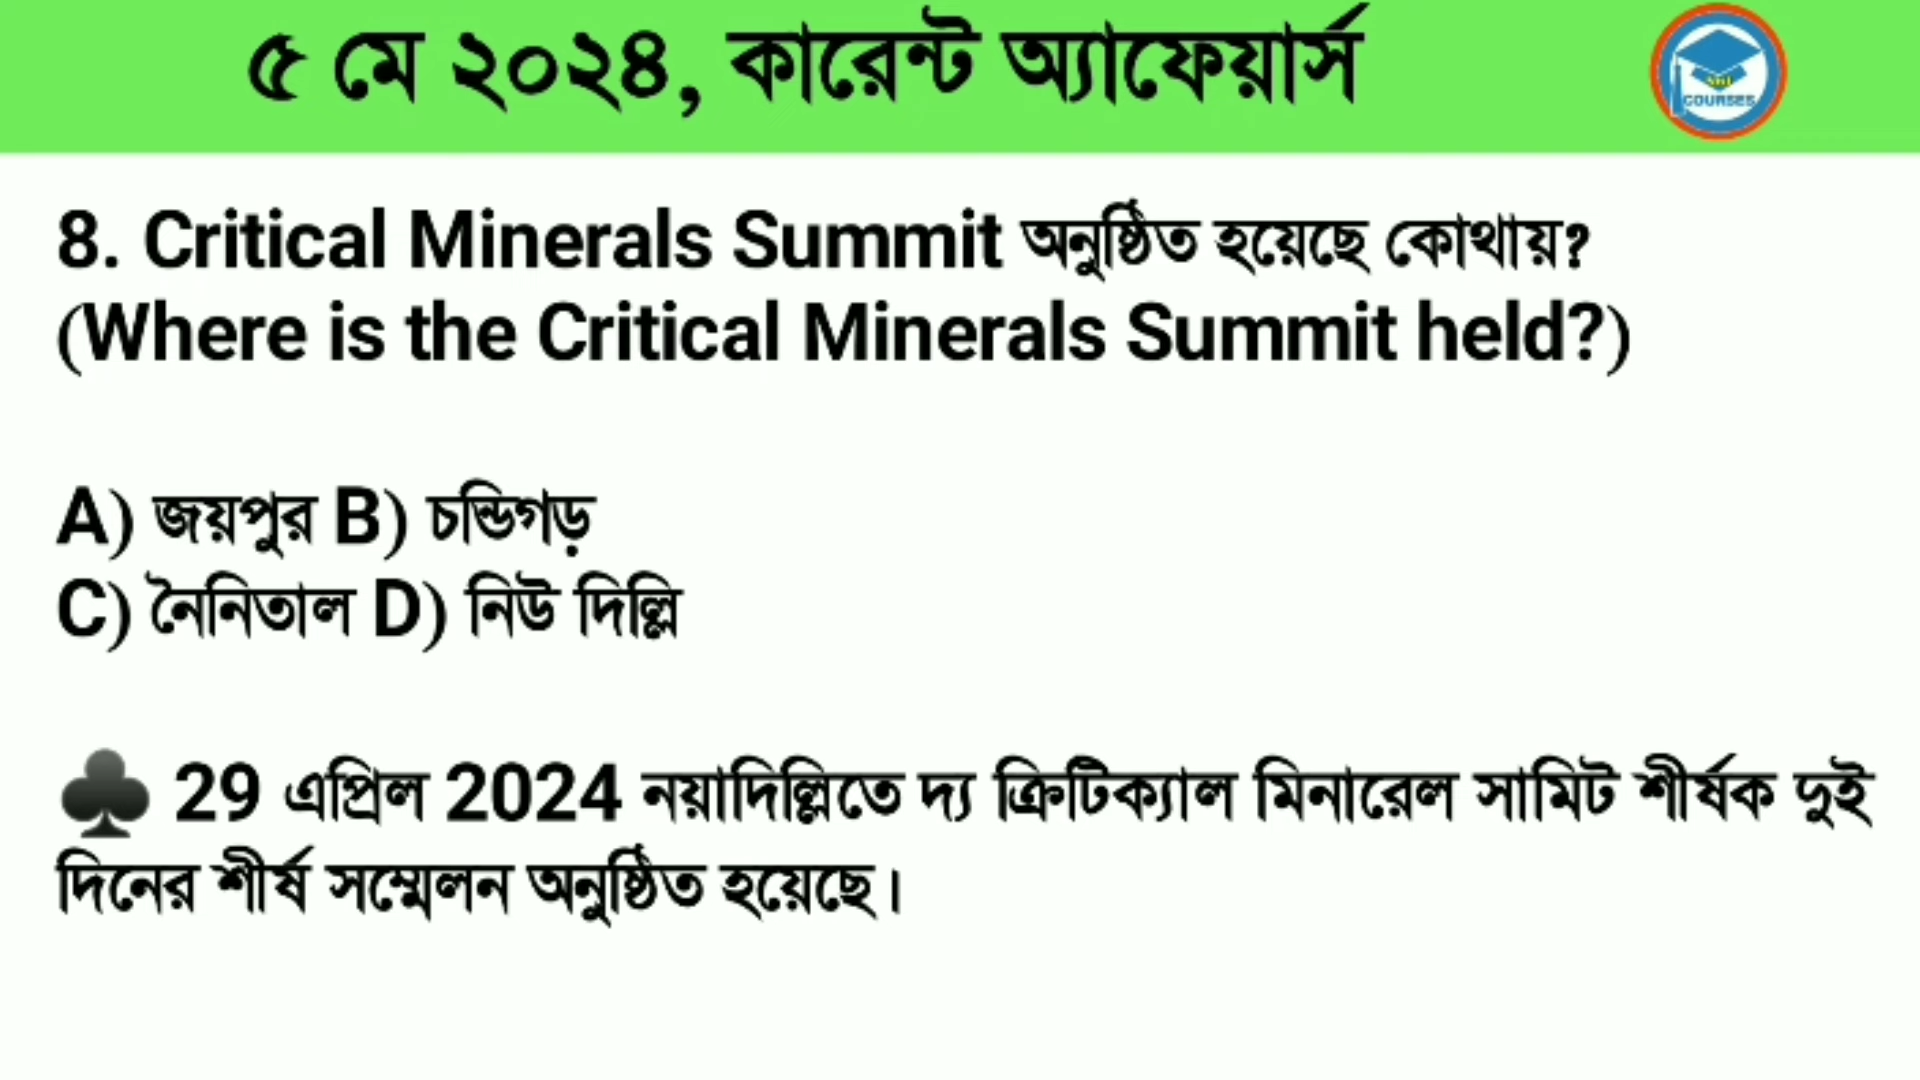 ৫ মে ২০২৪, কারেন্ট অ্যাফেয়ার্স
COURSES
8. Critical Minerals Summit অনুষ্ঠিত হয়েছে কোথায়?
(Where is the Critical Minerals Summit held?)
A) জয়পুর B) চন্ডিগড়
C) নৈনিতাল D) নিউ দিল্লি
♣ 29 এপ্রিল 2024 নয়াদিল্লিতে দ্য ক্রিটিক্যাল মিনারেল সামিট শীর্ষক দুই
দিনের শীর্ষ সম্মেলন অনুষ্ঠিত হয়েছে।